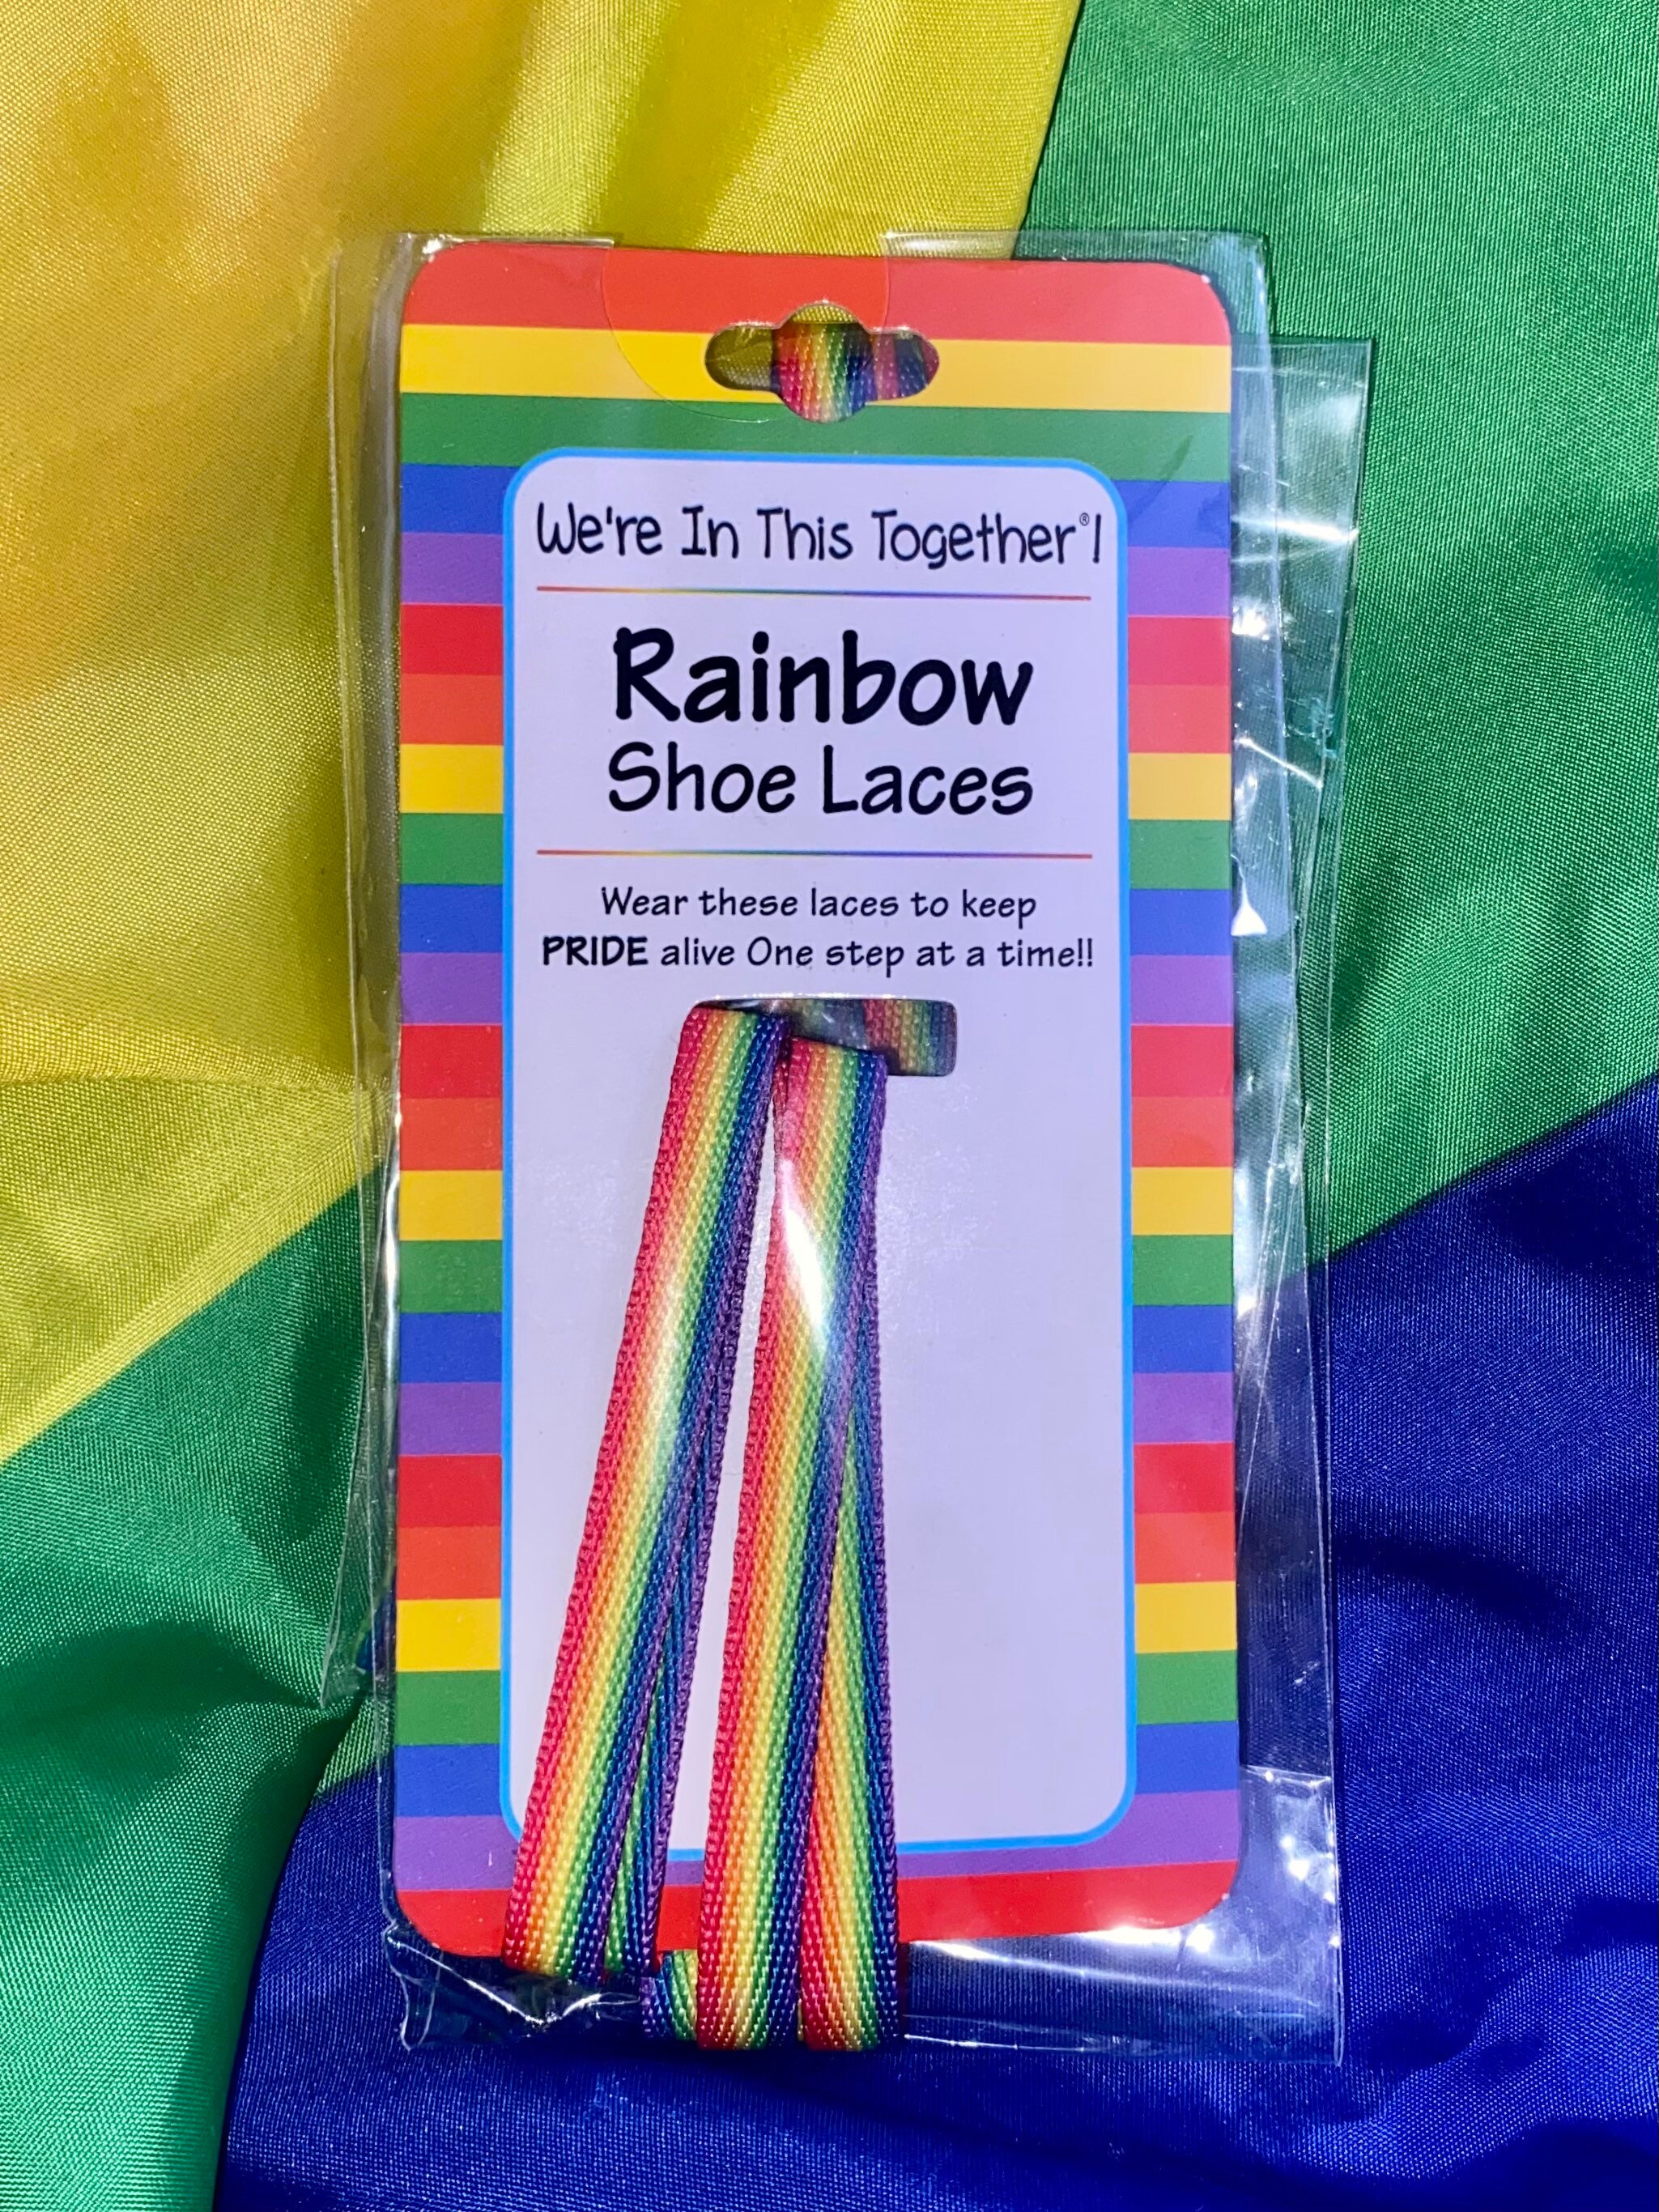 We're In This Together®!
Rainbow
Shoe Laces
Wear these laces to keep
PRIDE alive One step at a time!!